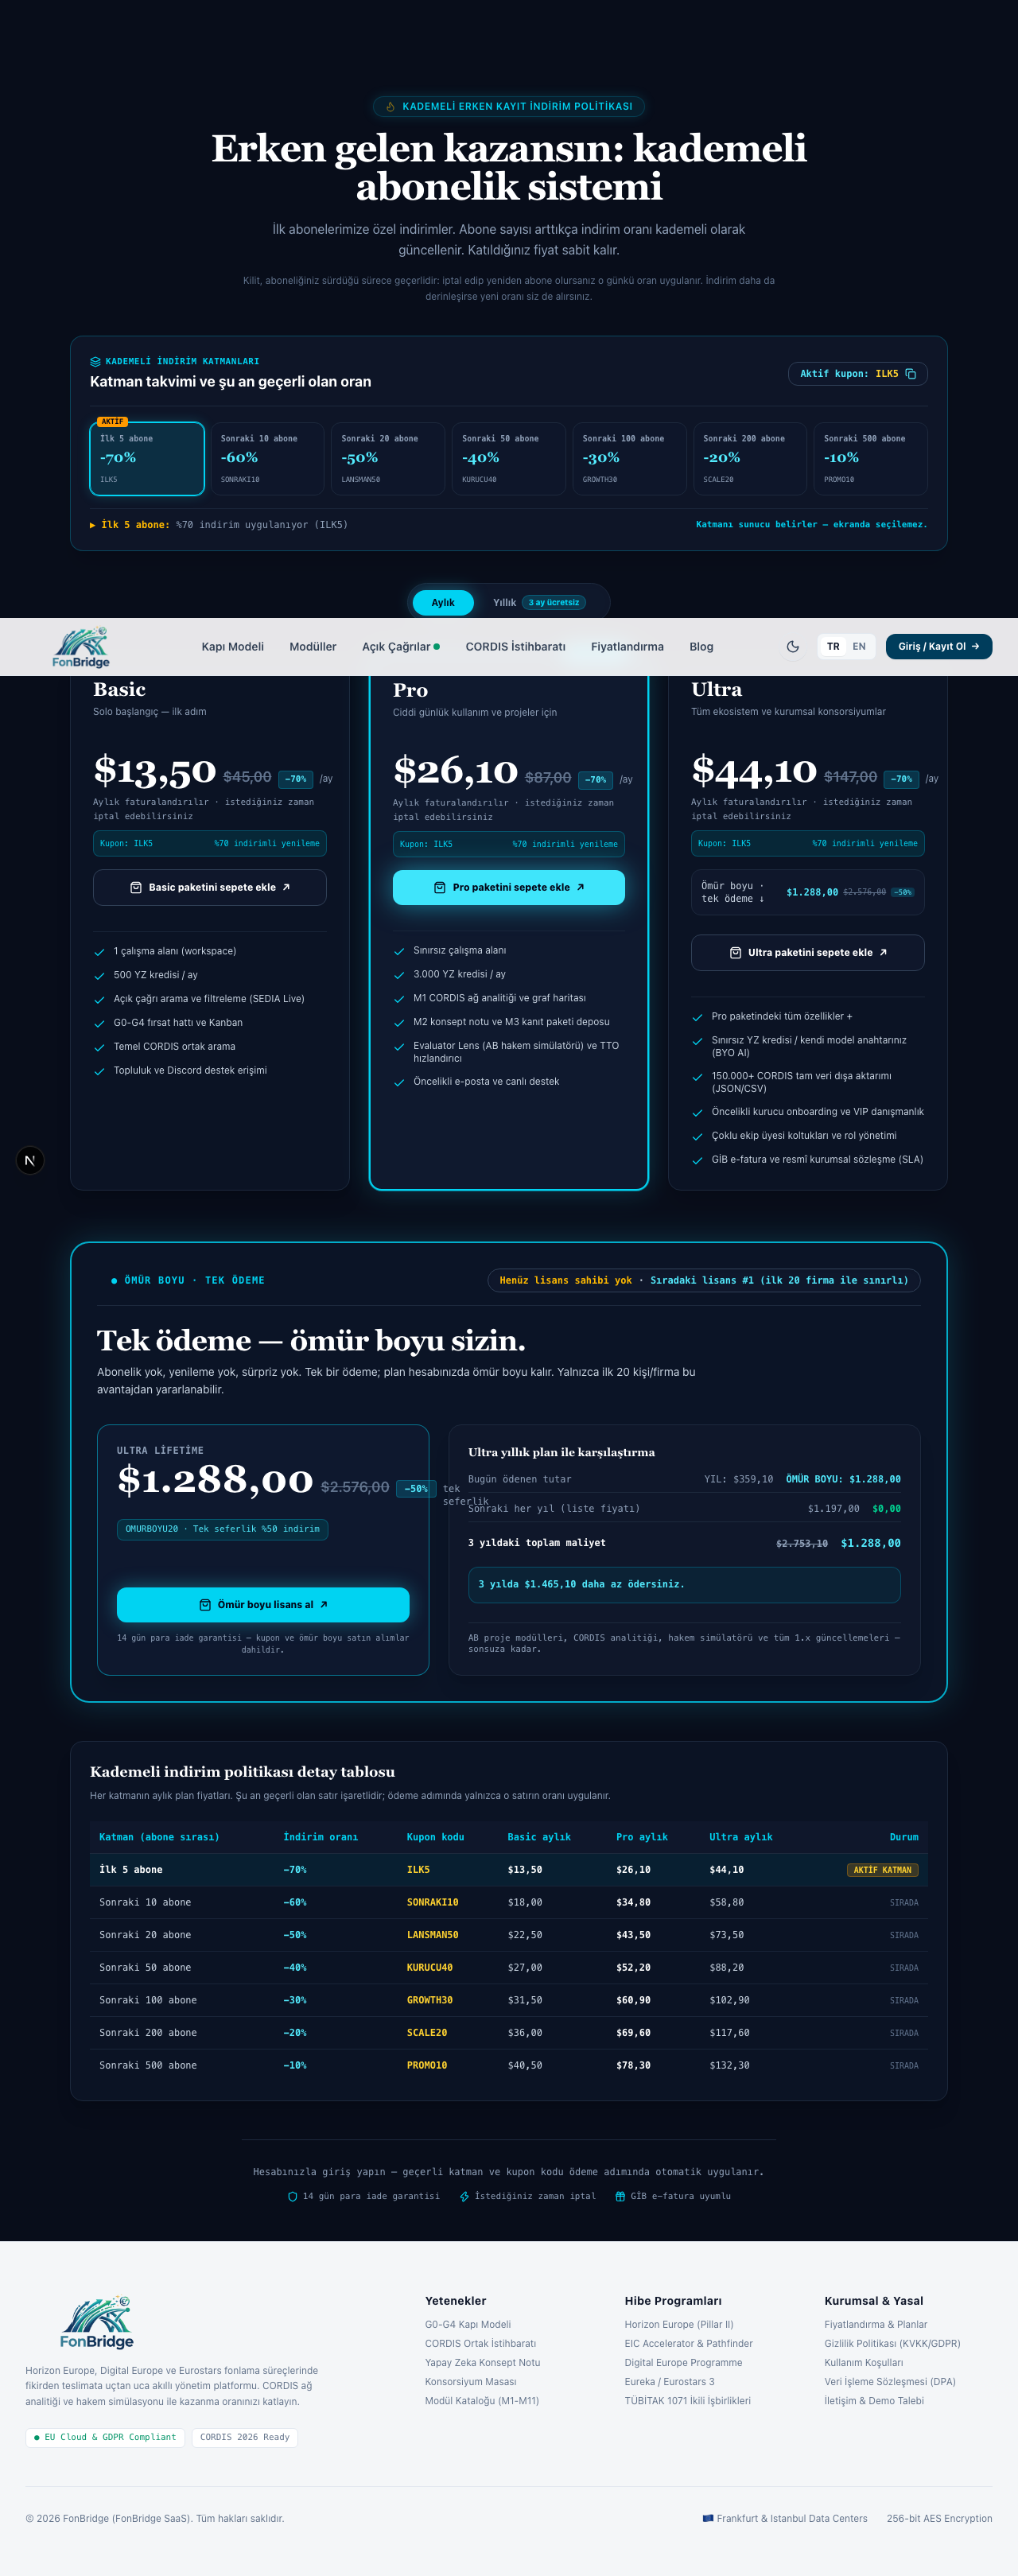 KADEMELİ ERKEN KAYIT İNDİRİM POLİTİKASI
Erken gelen kazansın: kademeli
abonelik sistemi
İlk abonelerimize özel indirimler. Abone sayısı arttıkça indirim oranı kademeli olarak
güncellenir. Katıldığınız fiyat sabit kalır.
Kilit, aboneliğiniz sürdüğü sürece geçerlidir: iptal edip yeniden abone olursanız o günkü oran uygulanır. İndirim daha da
derinleşirse yeni oranı siz de alırsınız.
KADEMELİ İNDİRİM KATMANLARI
Katman takvimi ve şu an geçerli olan oran
Aktif kupon: ILK5
AKTİF
İlk 5 abone
-70%
ILK5
Sonraki 10 abone
-60%
SONRAKI10
Sonraki 20 abone
-50%
LANSMAN50
Sonraki 50 abone
-40%
KURUCU40
Sonraki 100 abone
-30%
GROWTH30
Sonraki 200 abone
-20%
SCALE20
Sonraki 500 abone
-10%
PROMO10
▶ İlk 5 abone: %70 indirim uygulanıyor (ILK5)
Katmanı sunucu belirler — ekranda seçilemez.
Aylık
Yıllık 3 ay ücretsiz
FonBridge
Kapı Modeli
Modüller
Açık Çağrılar
CORDIS İstihbaratı
Fiyatlandırma
Blog
TR EN
Giriş / Kayıt Ol →
Basic
Solo başlangıç — ilk adım
$13,50 $45,00 −70% /ay
Aylık faturalandırılır · istediğiniz zaman
iptal edebilirsiniz
Kupon: ILK5 %70 indirimli yenileme
Basic paketini sepete ekle ↗
1 çalışma alanı (workspace)
500 YZ kredisi / ay
Açık çağrı arama ve filtreleme (SEDIA Live)
G0-G4 fırsat hattı ve Kanban
Temel CORDIS ortak arama
Topluluk ve Discord destek erişimi
Pro
Ciddi günlük kullanım ve projeler için
$26,10 $87,00 −70% /ay
Aylık faturalandırılır · istediğiniz zaman
iptal edebilirsiniz
Kupon: ILK5 %70 indirimli yenileme
Pro paketini sepete ekle ↗
Sınırsız çalışma alanı
3.000 YZ kredisi / ay
M1 CORDIS ağ analitiği ve graf haritası
M2 konsept notu ve M3 kanıt paketi deposu
Evaluator Lens (AB hakem simülatörü) ve TTO
hızlandırıcı
Öncelikli e-posta ve canlı destek
Ultra
Tüm ekosistem ve kurumsal konsorsiyumlar
$44,10 $147,00 −70% /ay
Aylık faturalandırılır · istediğiniz zaman
iptal edebilirsiniz
Kupon: ILK5 %70 indirimli yenileme
Ömür boyu ·
tek ödeme ↓
$1.288,00 $2.576,00 −50%
Ultra paketini sepete ekle ↗
Pro paketindeki tüm özellikler +
Sınırsız YZ kredisi / kendi model anahtarınız
(BYO AI)
150.000+ CORDIS tam veri dışa aktarımı
(JSON/CSV)
Öncelikli kurucu onboarding ve VIP danışmanlık
Çoklu ekip üyesi koltukları ve rol yönetimi
GİB e-fatura ve resmî kurumsal sözleşme (SLA)
N
● ÖMÜR BOYU · TEK ÖDEME
Henüz lisans sahibi yok · Sıradaki lisans #1 (ilk 20 firma ile sınırlı)
Tek ödeme — ömür boyu sizin.
Abonelik yok, yenileme yok, sürpriz yok. Tek bir ödeme; plan hesabınızda ömür boyu kalır. Yalnızca ilk 20 kişi/firma bu
avantajdan yararlanabilir.
ULTRA LİFETİME
$1.288,00 $2.576,00 −50% tek
seferlik
OMURBOYU20 · Tek seferlik %50 indirim
Ömür boyu lisans al ↗
14 gün para iade garantisi — kupon ve ömür boyu satın alımlar
dahildir.
Ultra yıllık plan ile karşılaştırma
Bugün ödenen tutar YIL: $359,10 ÖMÜR BOYU: $1.288,00
Sonraki her yıl (liste fiyatı) $1.197,00 $0,00
3 yıldaki toplam maliyet $2.753,10 $1.288,00
3 yılda $1.465,10 daha az ödersiniz.
AB proje modülleri, CORDIS analitiği, hakem simülatörü ve tüm 1.x güncellemeleri —
sonsuza kadar.
Kademeli indirim politikası detay tablosu
Her katmanın aylık plan fiyatları. Şu an geçerli olan satır işaretlidir; ödeme adımında yalnızca o satırın oranı uygulanır.
Katman (abone sırası) İndirim oranı Kupon kodu Basic aylık Pro aylık Ultra aylık Durum
İlk 5 abone −70% ILK5 $13,50 $26,10 $44,10 AKTİF KATMAN
Sonraki 10 abone −60% SONRAKI10 $18,00 $34,80 $58,80 SIRADA
Sonraki 20 abone −50% LANSMAN50 $22,50 $43,50 $73,50 SIRADA
Sonraki 50 abone −40% KURUCU40 $27,00 $52,20 $88,20 SIRADA
Sonraki 100 abone −30% GROWTH30 $31,50 $60,90 $102,90 SIRADA
Sonraki 200 abone −20% SCALE20 $36,00 $69,60 $117,60 SIRADA
Sonraki 500 abone −10% PROMO10 $40,50 $78,30 $132,30 SIRADA
Hesabınızla giriş yapın — geçerli katman ve kupon kodu ödeme adımında otomatik uygulanır.
14 gün para iade garantisi
İstediğiniz zaman iptal
GİB e-fatura uyumlu
FonBridge
Horizon Europe, Digital Europe ve Eurostars fonlama süreçlerinde
fikirden teslimata uçtan uca akıllı yönetim platformu. CORDIS ağ
analitiği ve hakem simülasyonu ile kazanma oranınızı katlayın.
● EU Cloud & GDPR Compliant
CORDIS 2026 Ready
Yetenekler
G0-G4 Kapı Modeli
CORDIS Ortak İstihbaratı
Yapay Zeka Konsept Notu
Konsorsiyum Masası
Modül Kataloğu (M1-M11)
Hibe Programları
Horizon Europe (Pillar II)
EIC Accelerator & Pathfinder
Digital Europe Programme
Eureka / Eurostars 3
TÜBİTAK 1071 İkili İşbirlikleri
Kurumsal & Yasal
Fiyatlandırma & Planlar
Gizlilik Politikası (KVKK/GDPR)
Kullanım Koşulları
Veri İşleme Sözleşmesi (DPA)
İletişim & Demo Talebi
© 2026 FonBridge (FonBridge SaaS). Tüm hakları saklıdır.
Frankfurt & Istanbul Data Centers
256-bit AES Encryption